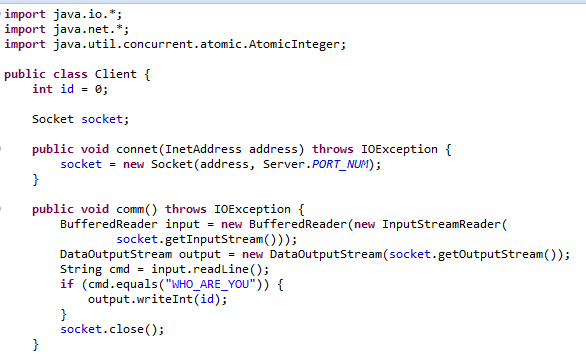 import java.io.*;
import java.net.*;
import java.util.concurrent.atomic.AtomicInteger;
public class Client {
int id = 0;
Socket socket;
public void connet(InetAddress address) throws IOException {
socket = new Socket(address, Server.PORT_NUM);
}
public void comm() throws IOException {
BufferedReader input = new BufferedReader(new InputStreamReader(
socket.getInputStream()));
DataOutputStream output = new DataOutputStream(socket.getOutputStream());
String cmd = input.readLine();
if (cmd.equals("WHO_ARE_YOU")) {
output.writeInt(id);
}
socket.close();
}